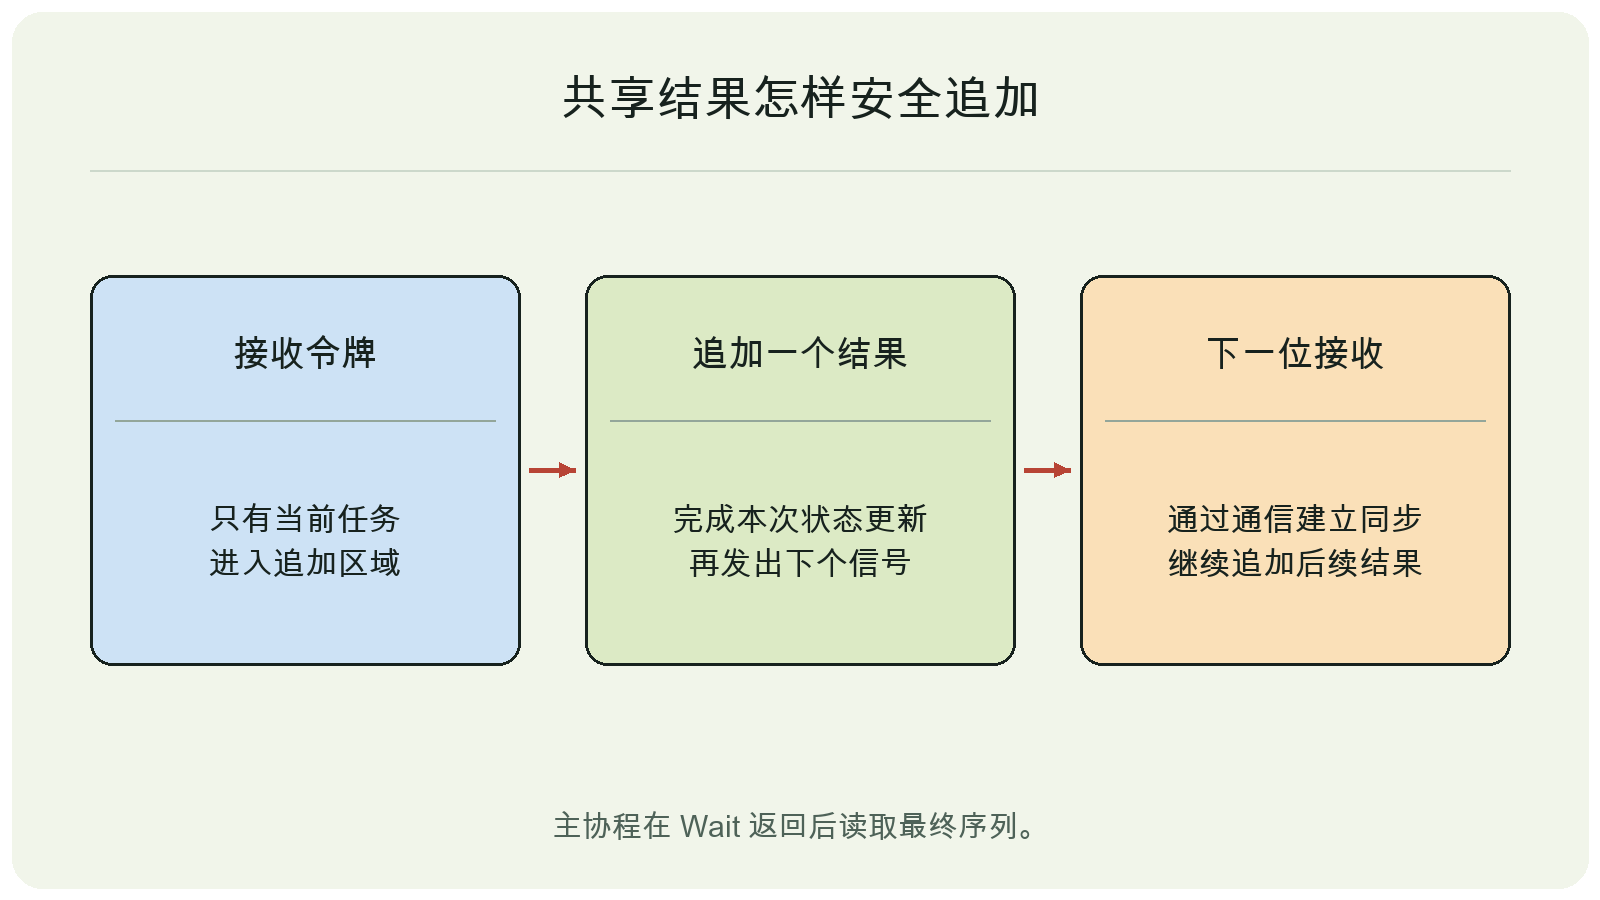 共享结果怎样安全追加
接收令牌
只有当前任务
进入追加区域
追加一个结果
完成本次状态更新
再发出下个信号
下一位接收
通过通信建立同步
继续追加后续结果
主协程在 Wait 返回后读取最终序列。